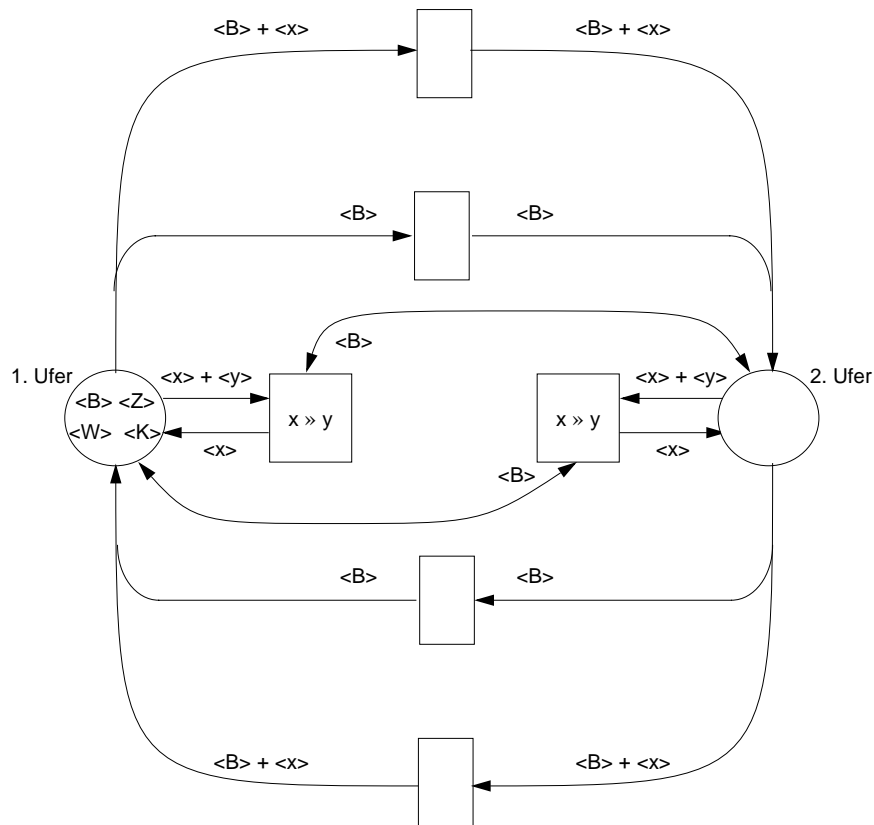 <B> + <x> <B> + <x>
<B> <B>
<B>
1. Ufer <x> + <y> <x> + <y> 2. Ufer
<B> <Z>
x » y x » y
<W> <K>
<x> <x>
<B>
<B> <B>
<B> + <x> <B> + <x>